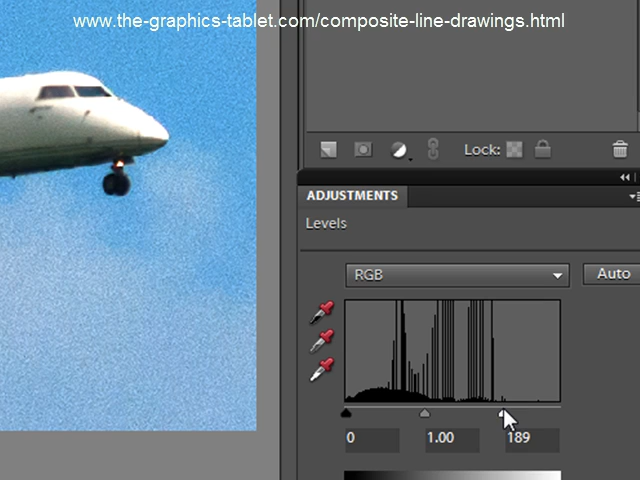 www.the-graphics-tablet.com/composite-line-drawings.html
Lock:
ADJUSTMENTS
Levels
RGB
Auto
0
1.00
189